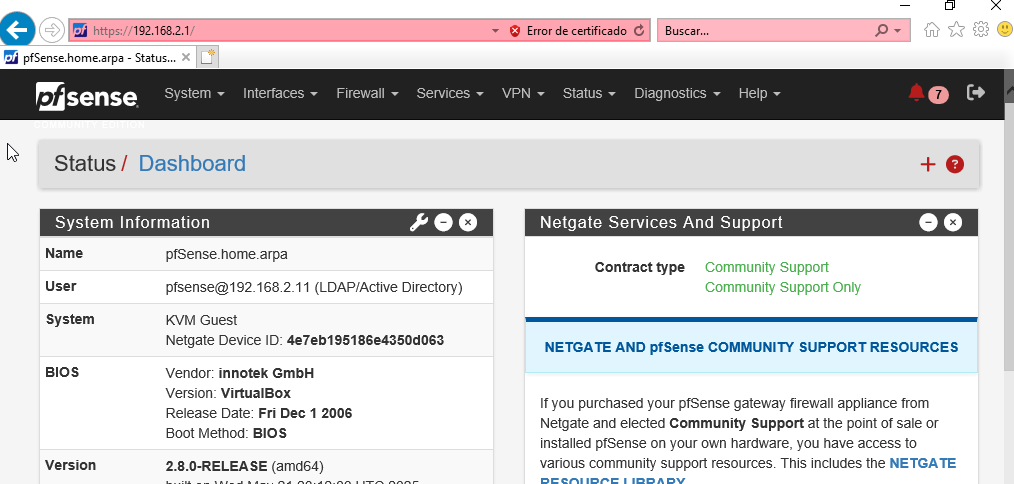 https://192.168.2.1/
Error de certificado
Buscar...
pfSense.home.arpa - Status...
pfsense
COMMUNITY EDITION
System
Interfaces
Firewall
Services
VPN
Status
Diagnostics
Help
7
Status / Dashboard
System Information
Name
pfSense.home.arpa
User
pfsense@192.168.2.11 (LDAP/Active Directory)
System
KVM Guest
Netgate Device ID: 4e7eb195186e4350d063
BIOS
Vendor: innotek GmbH
Version: VirtualBox
Release Date: Fri Dec 1 2006
Boot Method: BIOS
Version
2.8.0-RELEASE (amd64)
Netgate Services And Support
Contract type
Community Support
Community Support Only
NETGATE AND pfSense COMMUNITY SUPPORT RESOURCES
If you purchased your pfSense gateway firewall appliance from
Netgate and elected Community Support at the point of sale or
installed pfSense on your own hardware, you have access to
various community support resources. This includes the NETGATE
RESOURCE LIBRARY